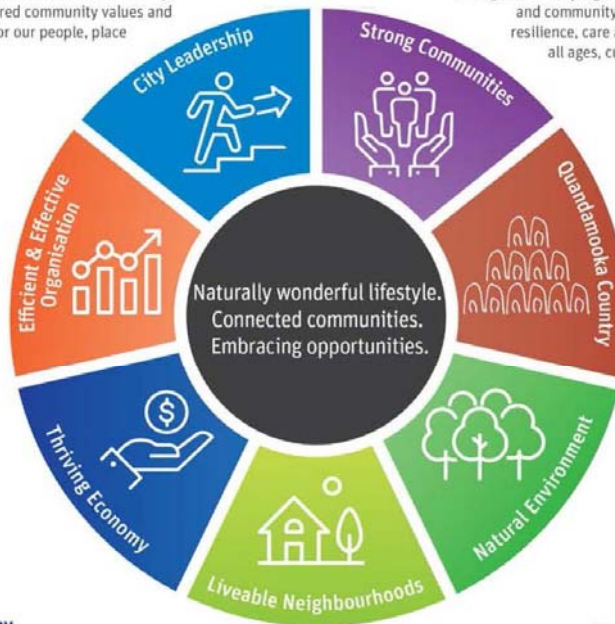 red community values and
or our people, place
and community
resilience, care
all ages,
City Leadership
Strong Communities
Quandamooka Country
Natural Environment
Liveable Neighbourhoods
Thriving Economy
Efficient & Effective
Organisation
Naturally wonderful lifestyle.
Connected communities.
Embracing opportunities.
$